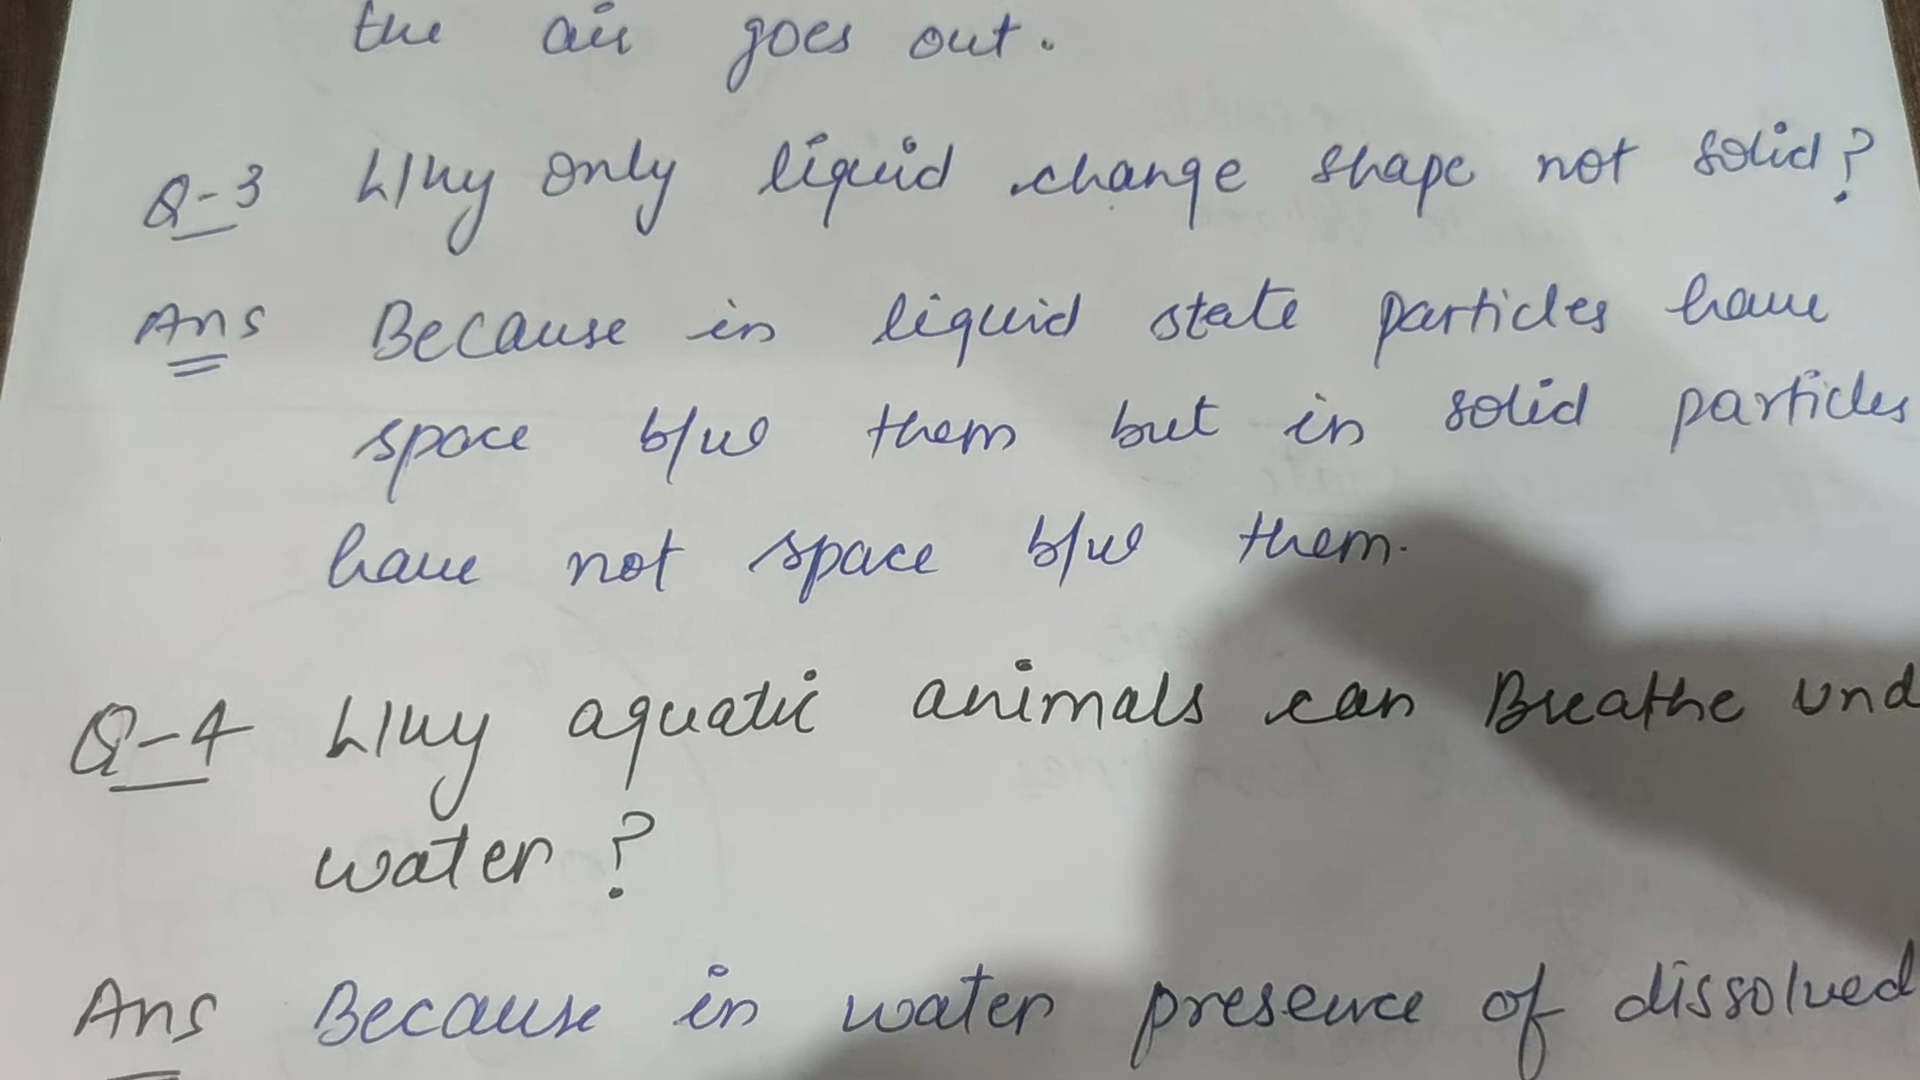 the air goes out.
Q-3 Why only liquid change shape not solid?
Ans Because in liquid state particles have
space b/w them but in solid particles
have not space b/w them.
Q-4 Why aquatic animals can Breathe und
water ?
Ans Because in water presence of dissolved